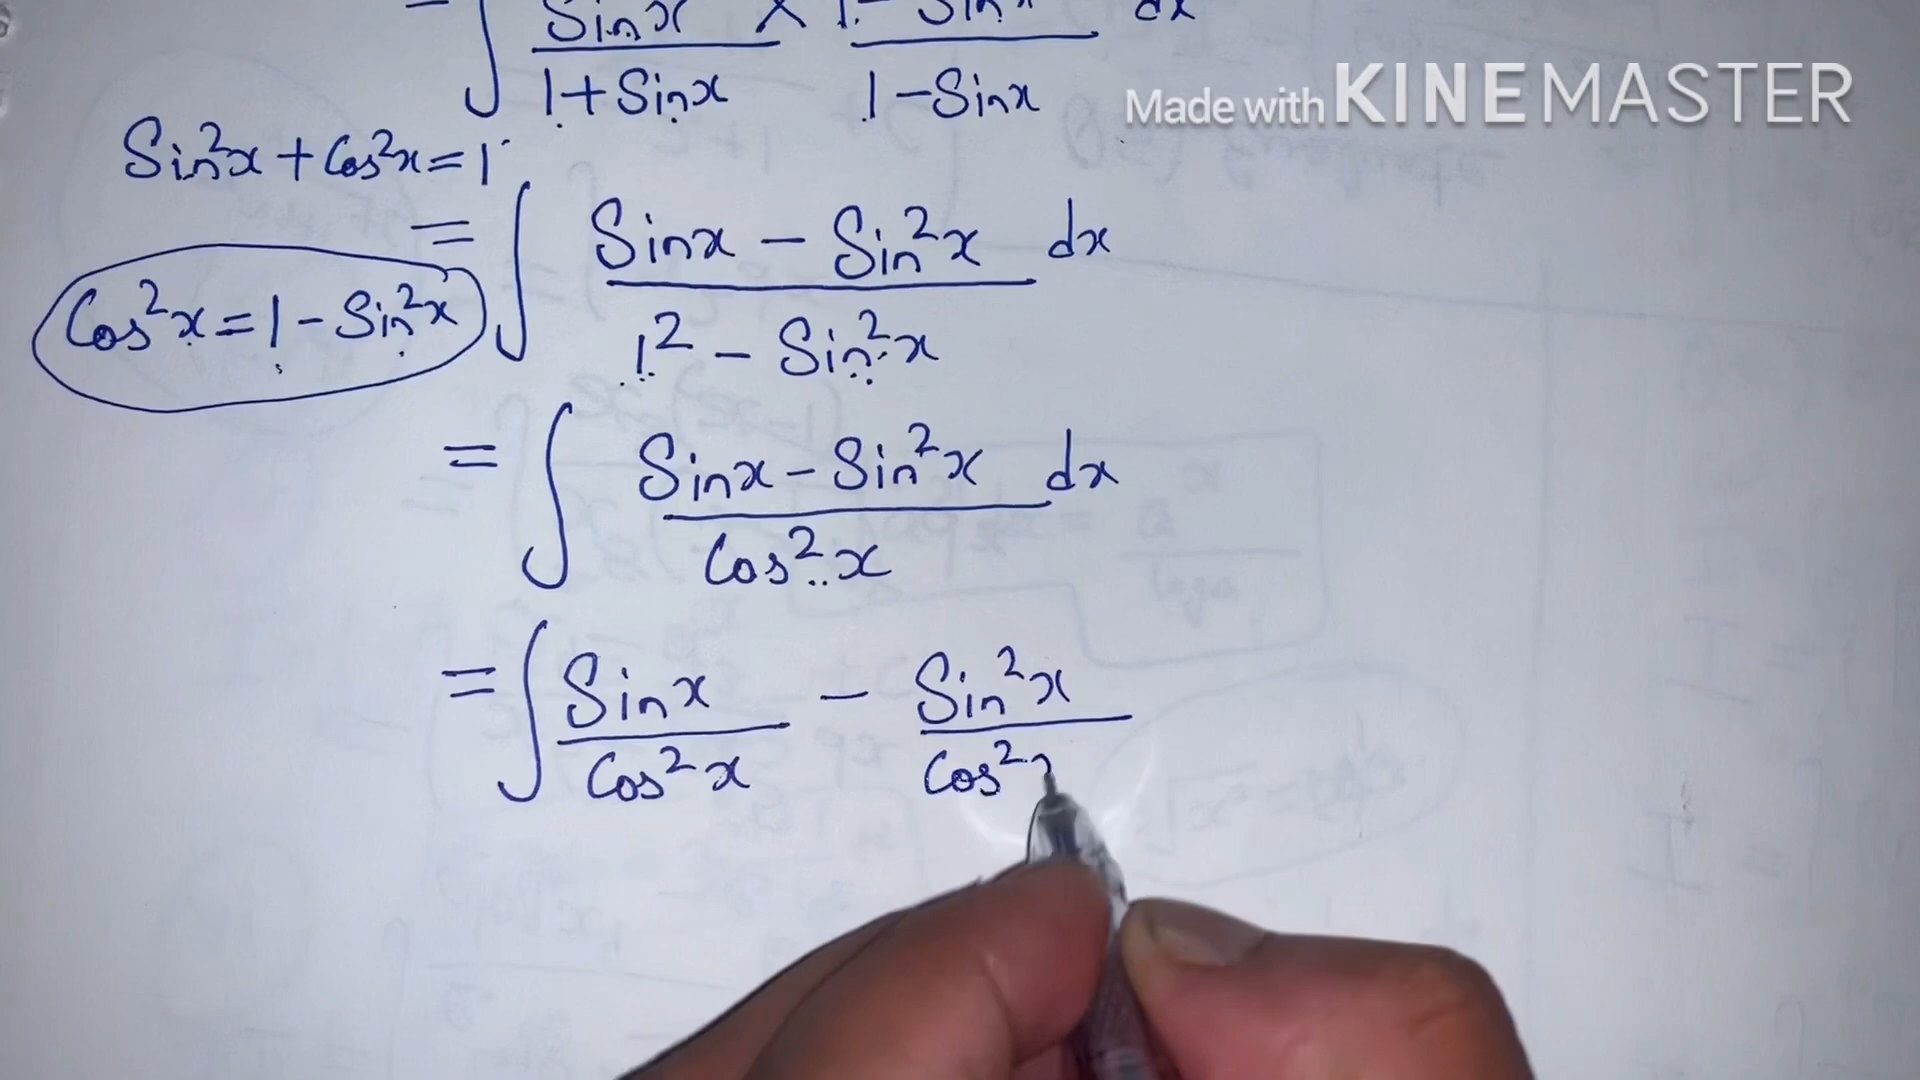 = ∫ Sinx / 1+Sinx × 1-Sinx / 1-Sinx dx
Made with KINEMASTER
Sin²x + Cos²x = 1
= ∫ Sinx - Sin²x / 1² - Sin²x dx
Cos²x = 1 - Sin²x
= ∫ Sinx - Sin²x / Cos²x dx
= ∫ Sinx / Cos²x - Sin²x / Cos²x